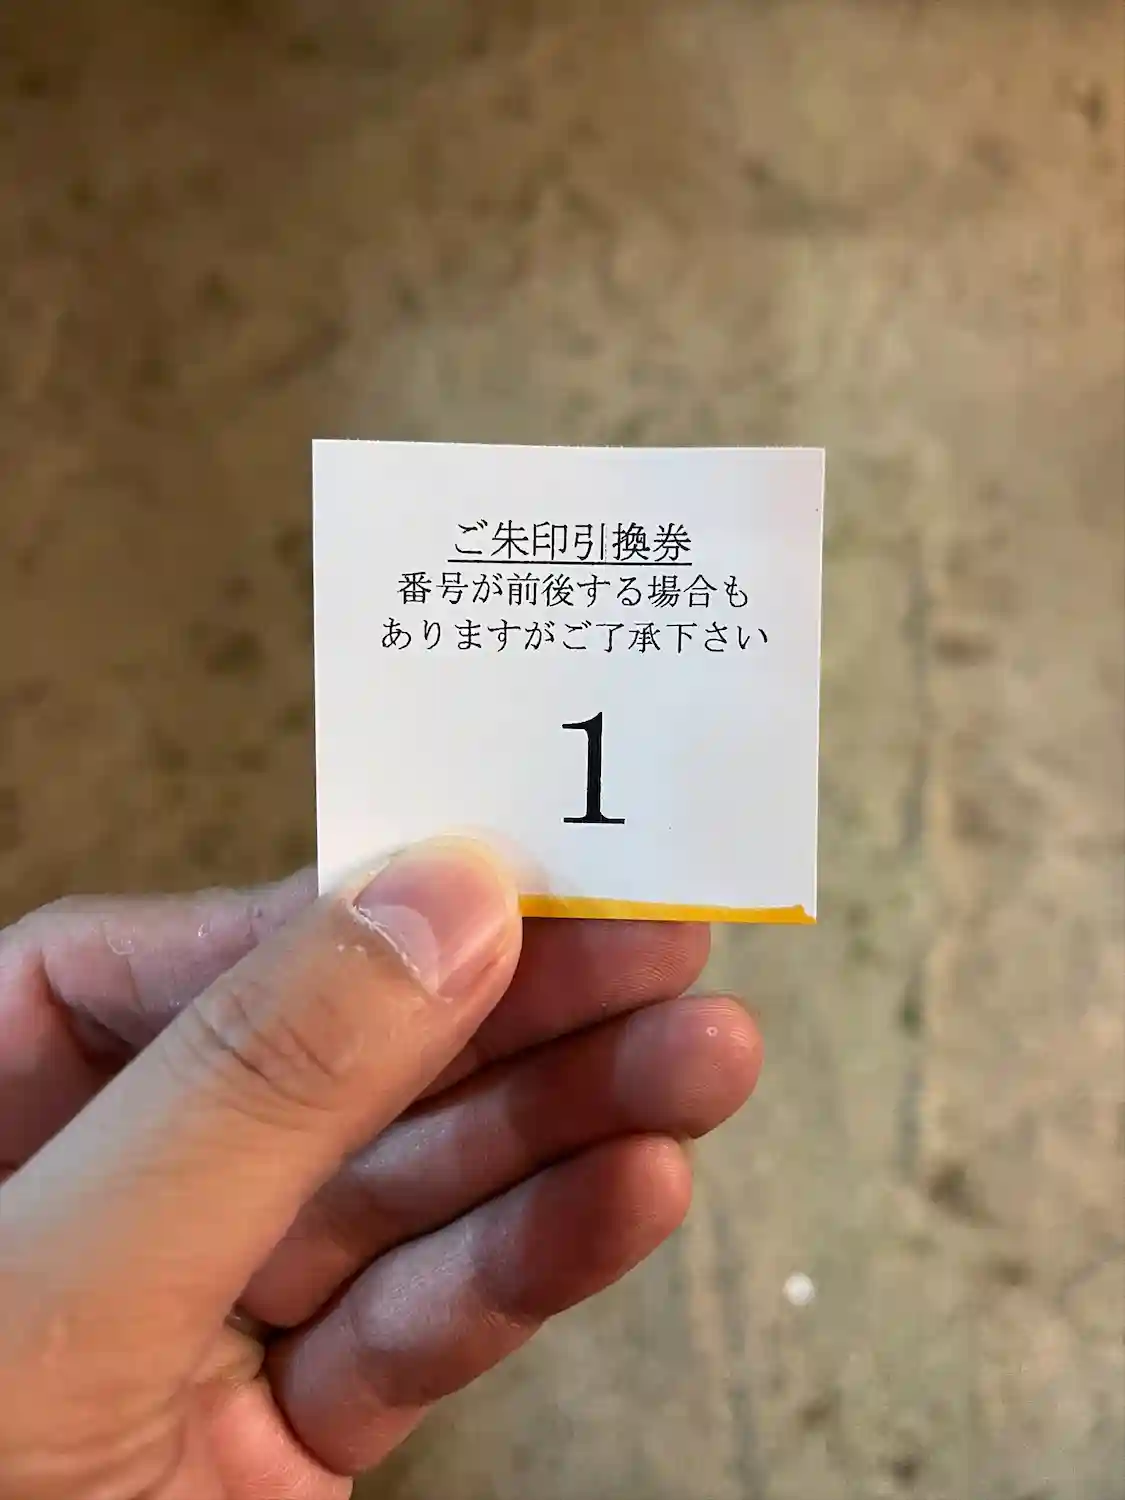 ご朱印引換券
番号が前後する場合も
ありますがご了承下さい
1